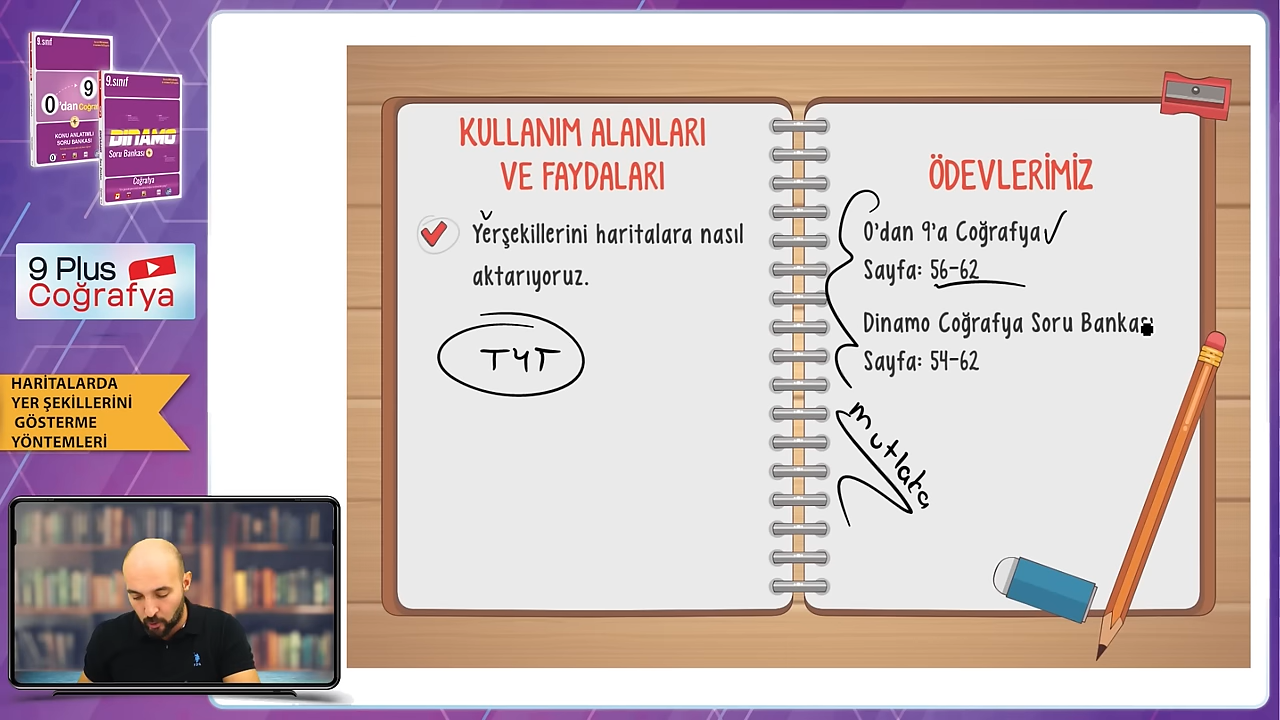 9.sınıf
0'dan
9
KONU ANLATIMLI
SORU BANKASI
9.sınıf
DİNAMO
Soru Bankası
Coğrafya
9 Plus
Coğrafya
HARİTALARDA
YER ŞEKİLLERİNİ
GÖSTERME
YÖNTEMLERİ
KULLANIM ALANLARI
VE FAYDALARI
Yerşekillerini haritalara nasıl
aktarıyoruz.
TYT
ÖDEVLERİMİZ
0'dan 9'a Coğrafya
Sayfa: 56-62
Dinamo Coğrafya Soru Bankası
Sayfa: 54-62
mutlaka